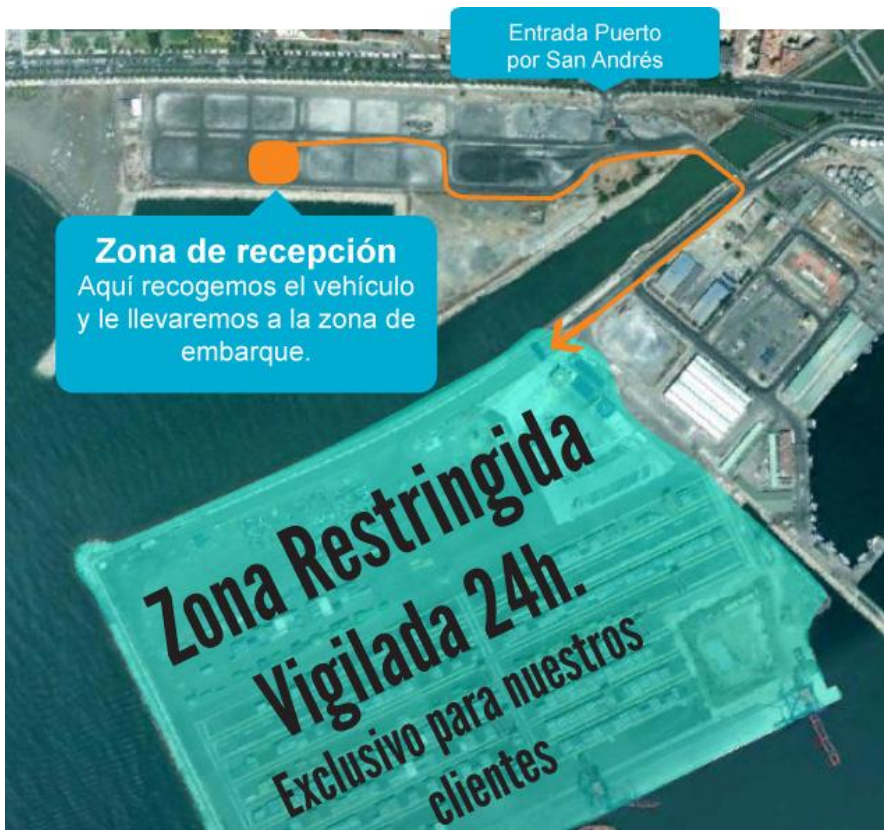 Entrada Puerto
por San Andrés
Zona de recepción
Aquí recogemos el vehículo
y le llevaremos a la zona de
embarque.
Zona Restringida
Vigilada 24h.
Exclusivo para nuestros
clientes